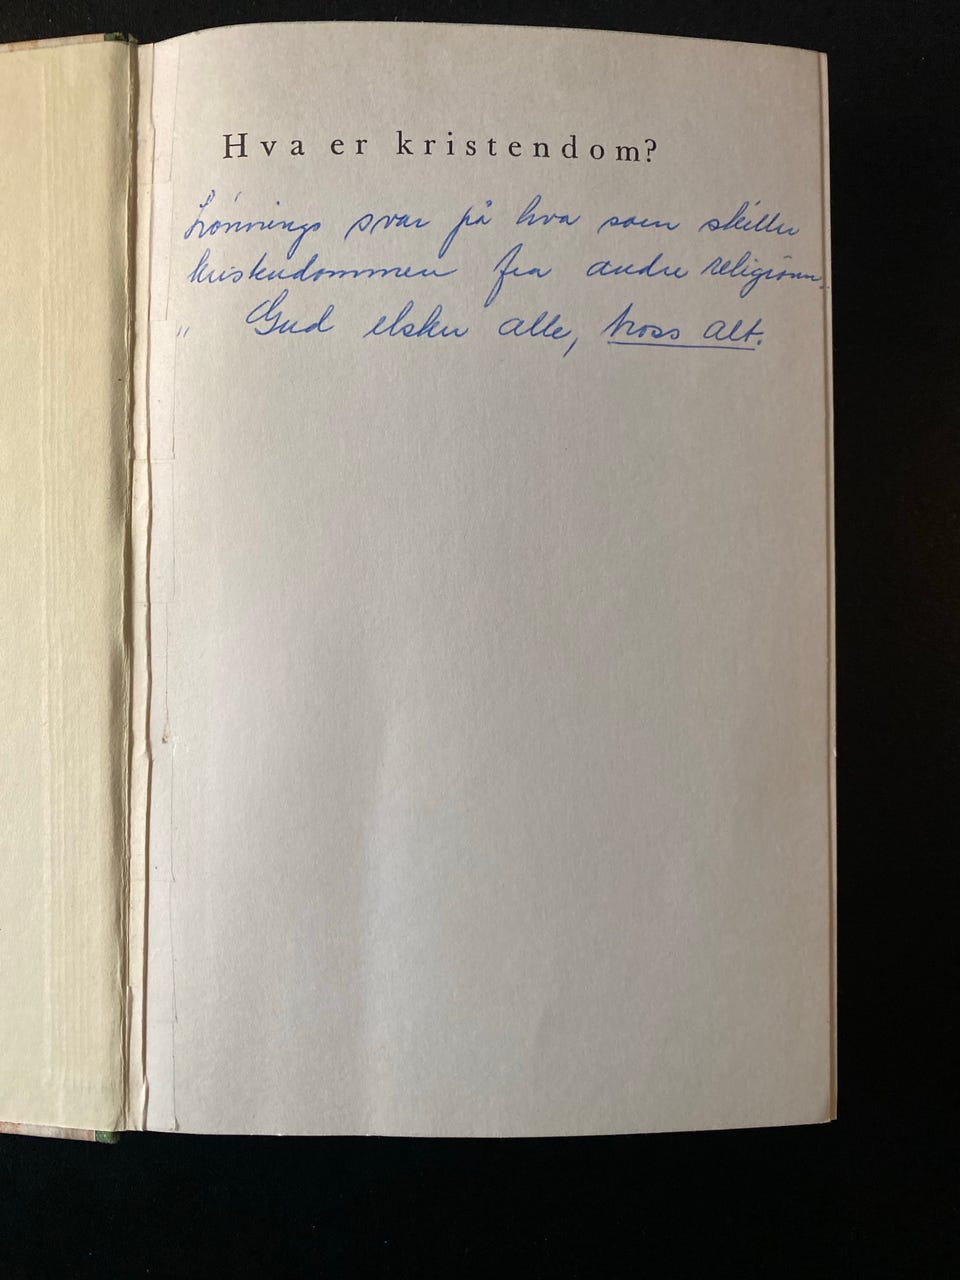 Hva er kristendom?
Lønnings svar på hva som skiller
kristendommen fra andre religioner.
" Gud elsker alle, tross alt.